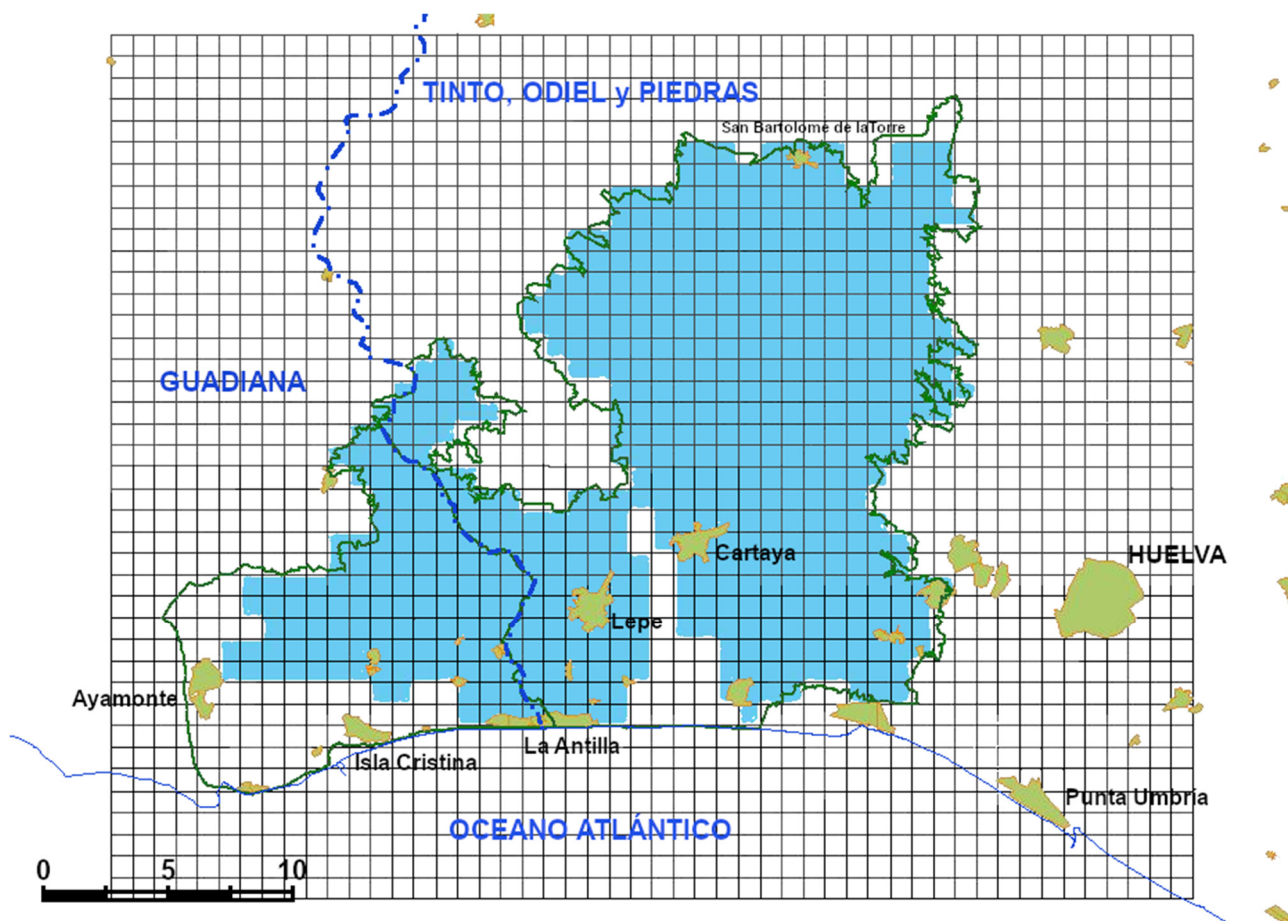 TINTO, ODIEL y PIEDRAS
San Bartolome de laTorre
GUADIANA
Cartaya
HUELVA
Lepe
Ayamonte
La Antilla
Isla Cristina
Punta Umbría
OCEANO ATLÁNTICO
0 5 10